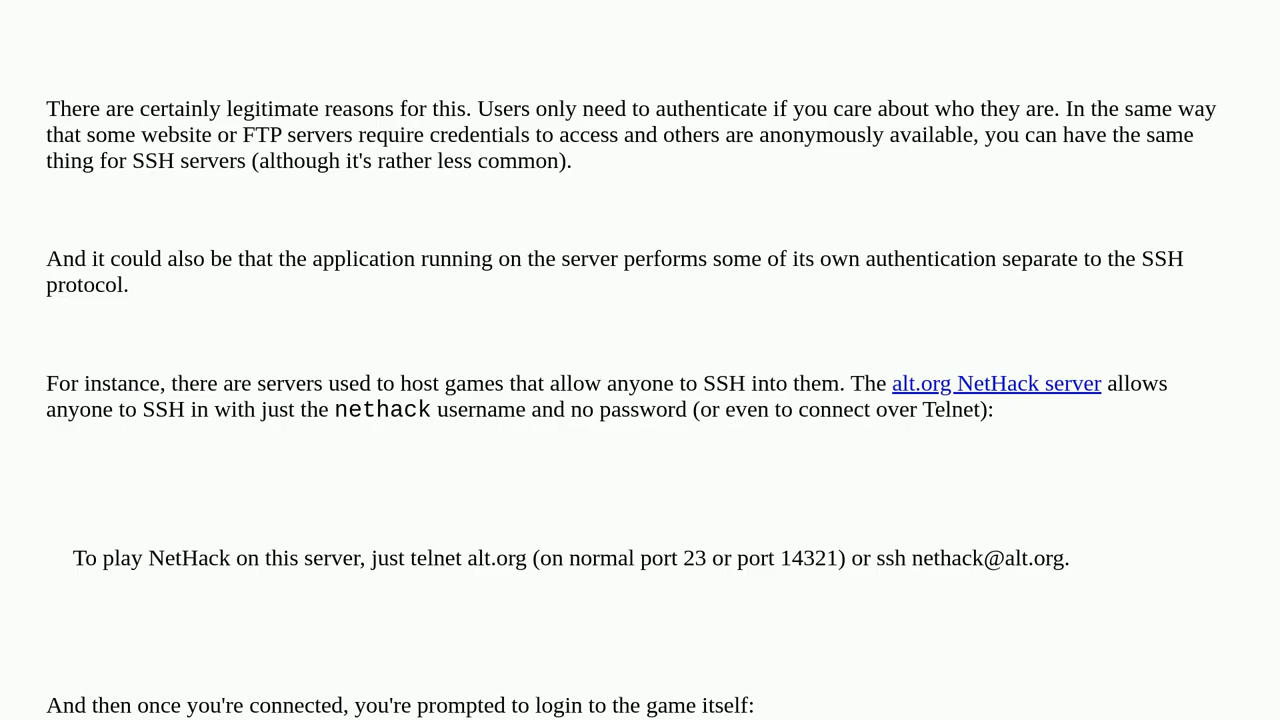 There are certainly legitimate reasons for this. Users only need to authenticate if you care about who they are. In the same way
that some website or FTP servers require credentials to access and others are anonymously available, you can have the same
thing for SSH servers (although it's rather less common).
And it could also be that the application running on the server performs some of its own authentication separate to the SSH
protocol.
For instance, there are servers used to host games that allow anyone to SSH into them. The alt.org NetHack server allows
anyone to SSH in with just the nethack username and no password (or even to connect over Telnet):
To play NetHack on this server, just telnet alt.org (on normal port 23 or port 14321) or ssh nethack@alt.org.
And then once you're connected, you're prompted to login to the game itself: